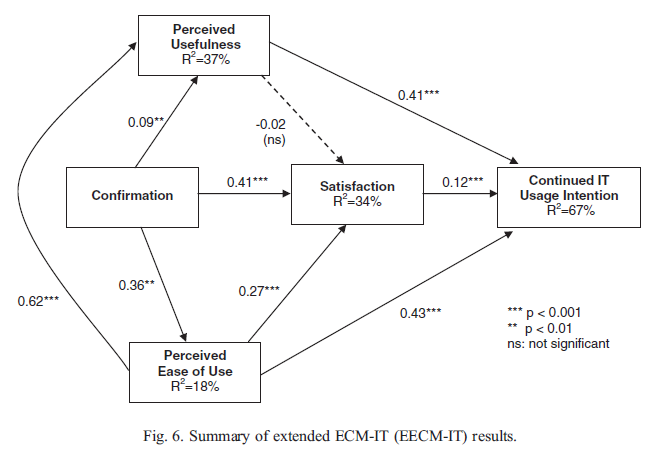 Perceived
Usefulness
R²=37%
0.41***
0.09**
-0.02
(ns)
Confirmation
0.41***
Satisfaction
R²=34%
0.12***
Continued IT
Usage Intention
R²=67%
0.36**
0.27***
0.62***
0.43***
*** p < 0.001
** p < 0.01
ns: not significant
Perceived
Ease of Use
R²=18%
Fig. 6. Summary of extended ECM-IT (EECM-IT) results.